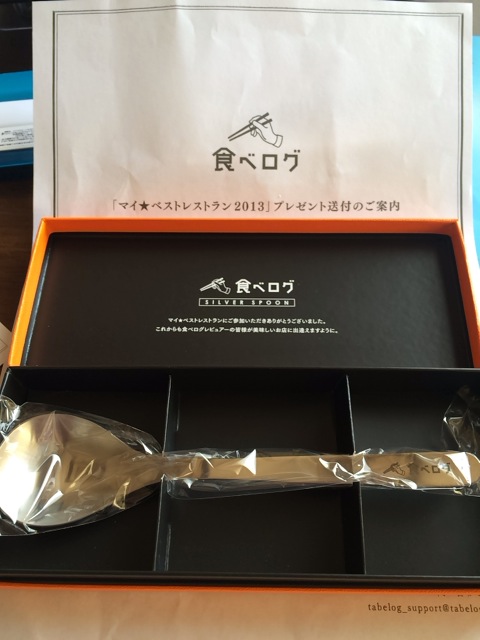 食べログ
「マイ★ベストレストラン2013」プレゼント送付のご案内
食べログ
SILVER SPOON
マイ★ベストレストランにご参加いただきありがとうございました。
これからも食べログレビュアーの皆様が美味しいお店に出逢えますように。
食べログ
tabelog_support@tabelog